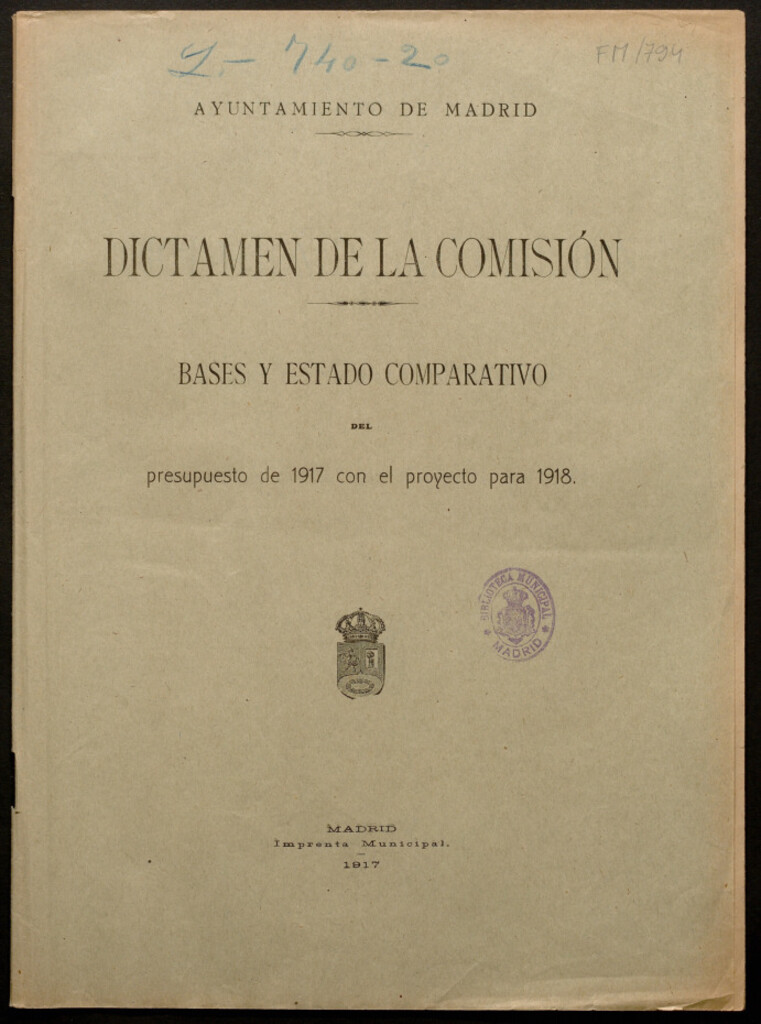 L.- 740-20
FM/794
AYUNTAMIENTO DE MADRID
DICTAMEN DE LA COMISIÓN
BASES Y ESTADO COMPARATIVO
DEL
presupuesto de 1917 con el proyecto para 1918.
BIBLIOTECA MUNICIPAL
* MADRID *
MADRID
Imprenta Municipal.
1917